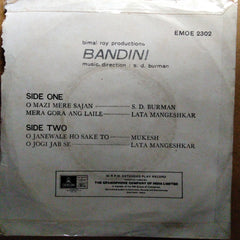 EMOE 2302
bimal roy productions
BANDINI
music direction : s. d. burman
SIDE ONE
O MAZI MERE SAJAN S. D. BURMAN
MERA GORA ANG LAILE LATA MANGESHKAR
SIDE TWO
O JANEWALE HO SAKE TO MUKESH
O JOGI JAB SE LATA MANGESHKAR
45 R.P.M. EXTENDED PLAY RECORD
THE GRAMOPHONE COMPANY OF INDIA LIMITED